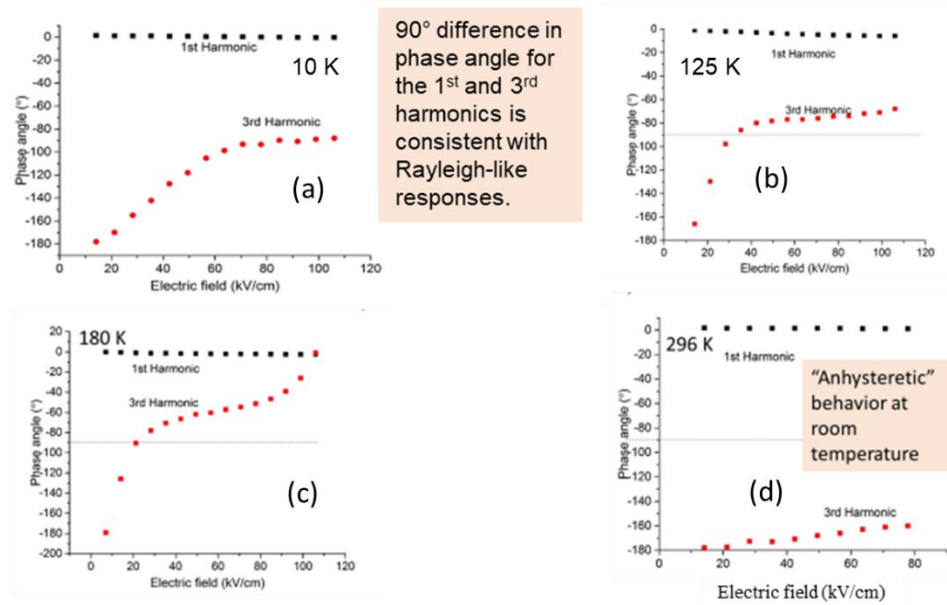 0
-20
-40
-60
-80
-100
-120
-140
-160
-180
Phase angle (°)
1st Harmonic
10 K
3rd Harmonic
(a)
0 20 40 60 80 100 120
Electric field (kV/cm)
90° difference in
phase angle for
the 1st and 3rd
harmonics is
consistent with
Rayleigh-like
responses.
0
-20
-40
-60
-80
-100
-120
-140
-160
-180
Phase angle (°)
1st Harmonic
125 K
3rd Harmonic
(b)
0 20 40 60 80 100 120
Electric field (kV/cm)
20
0
-20
-40
-60
-80
-100
-120
-140
-160
-180
-200
Phase angle (°)
180 K
1st Harmonic
3rd Harmonic
(c)
0 20 40 60 80 100 120
Electric field (kV/cm)
0
-20
-40
-60
-80
-100
-120
-140
-160
-180
Phase angle (°)
296 K
1st Harmonic
"Anhysteretic"
behavior at
room
temperature
(d)
3rd Harmonic
0 20 40 60 80
Electric field (kV/cm)